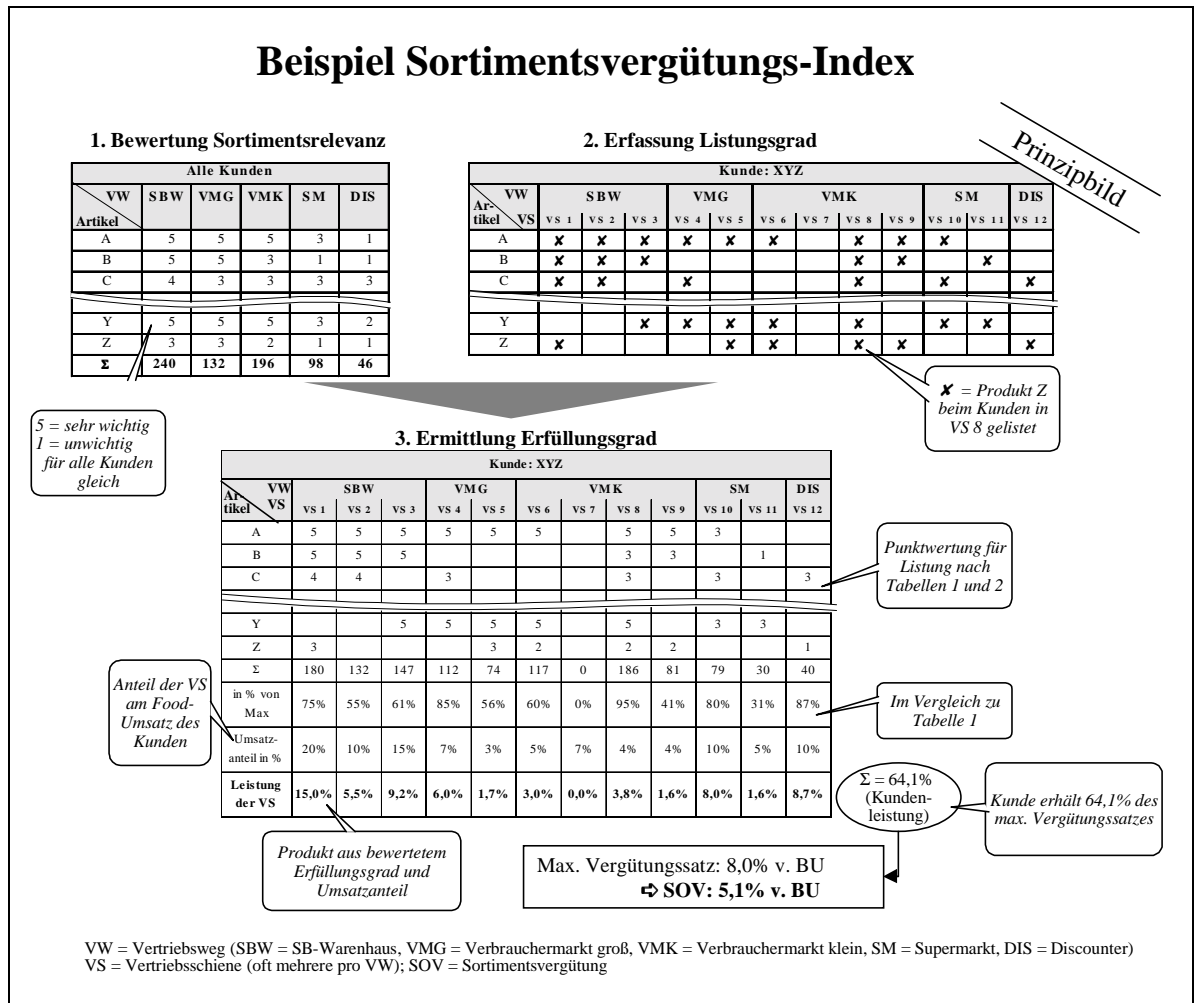 Beispiel Sortimentsvergütungs-Index
Prinzipbild
1. Bewertung Sortimentsrelevanz
Alle Kunden
VW SBW VMG VMK SM DIS
Artikel
A 5 5 5 3 1
B 5 5 3 1 1
C 4 3 3 3 3
Y 5 5 5 3 2
Z 3 3 2 1 1
Σ 240 132 196 98 46
5 = sehr wichtig
1 = unwichtig
für alle Kunden
gleich
2. Erfassung Listungsgrad
Kunde: XYZ
VW SBW VMG VMK SM DIS
Ar-
tikel VS VS 1 VS 2 VS 3 VS 4 VS 5 VS 6 VS 7 VS 8 VS 9 VS 10 VS 11 VS 12
A ✘ ✘ ✘ ✘ ✘ ✘ ✘ ✘ ✘
B ✘ ✘ ✘ ✘ ✘ ✘
C ✘ ✘ ✘ ✘ ✘ ✘
Y ✘ ✘ ✘ ✘ ✘ ✘ ✘
Z ✘ ✘ ✘ ✘ ✘ ✘
✘ = Produkt Z
beim Kunden in
VS 8 gelistet
3. Ermittlung Erfüllungsgrad
Kunde: XYZ
VW SBW VMG VMK SM DIS
Ar-
tikel VS VS 1 VS 2 VS 3 VS 4 VS 5 VS 6 VS 7 VS 8 VS 9 VS 10 VS 11 VS 12
A 5 5 5 5 5 5 5 5 3
B 5 5 5 3 3 1
C 4 4 3 3 3 3
Y 5 5 5 5 5 3 3
Z 3 3 2 2 2 1
Σ 180 132 147 112 74 117 0 186 81 79 30 40
in % von
Max 75% 55% 61% 85% 56% 60% 0% 95% 41% 80% 31% 87%
Umsatz-
anteil in % 20% 10% 15% 7% 3% 5% 7% 4% 4% 10% 5% 10%
Leistung
der VS 15,0% 5,5% 9,2% 6,0% 1,7% 3,0% 0,0% 3,8% 1,6% 8,0% 1,6% 8,7%
Punktwertung für
Listung nach
Tabellen 1 und 2
Anteil der VS
am Food-
Umsatz des
Kunden
Im Vergleich zu
Tabelle 1
Σ = 64,1%
(Kunden-
leistung)
Kunde erhält 64,1% des
max. Vergütungssatzes
Produkt aus bewertetem
Erfüllungsgrad und
Umsatzanteil
Max. Vergütungssatz: 8,0% v. BU
➪ SOV: 5,1% v. BU
VW = Vertriebsweg (SBW = SB-Warenhaus, VMG = Verbrauchermarkt groß, VMK = Verbrauchermarkt klein, SM = Supermarkt, DIS = Discounter)
VS = Vertriebsschiene (oft mehrere pro VW); SOV = Sortimentsvergütung